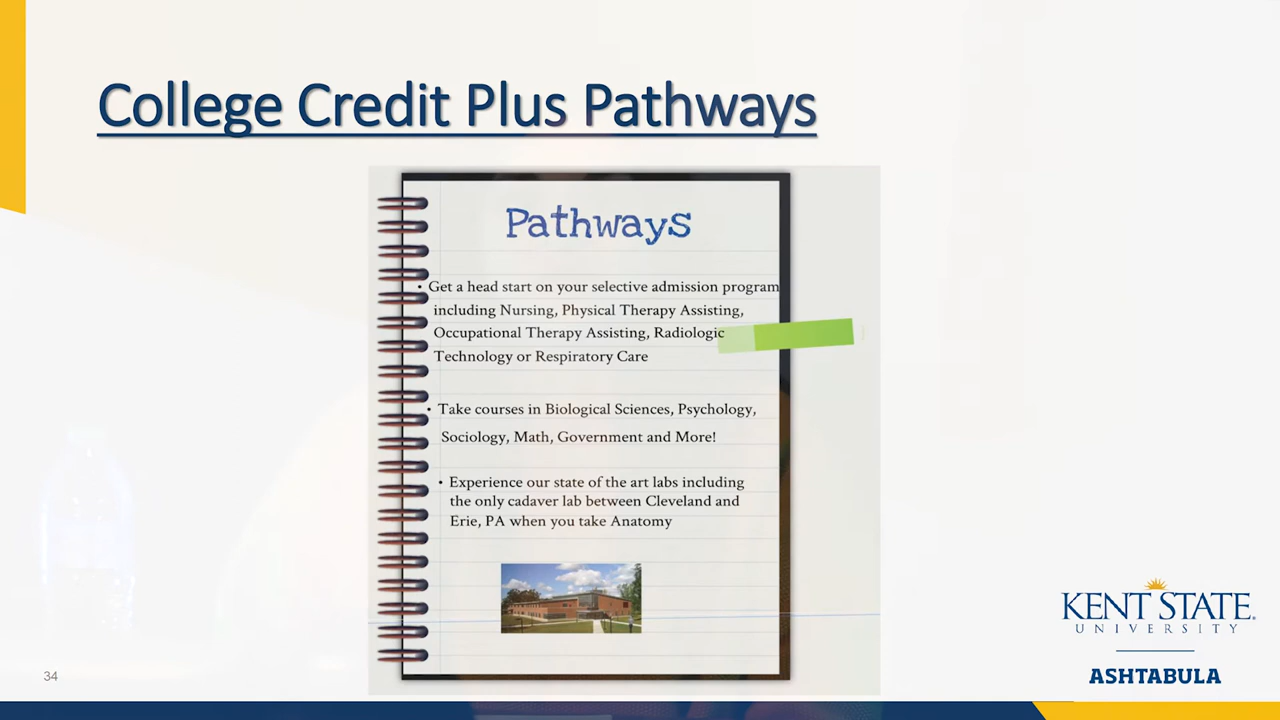 College Credit Plus Pathways
Pathways
• Get a head start on your selective admission program
including Nursing, Physical Therapy Assisting,
Occupational Therapy Assisting, Radiologic
Technology or Respiratory Care
• Take courses in Biological Sciences, Psychology,
Sociology, Math, Government and More!
• Experience our state of the art labs including
the only cadaver lab between Cleveland and
Erie, PA when you take Anatomy
KENT STATE®
UNIVERSITY
ASHTABULA
34